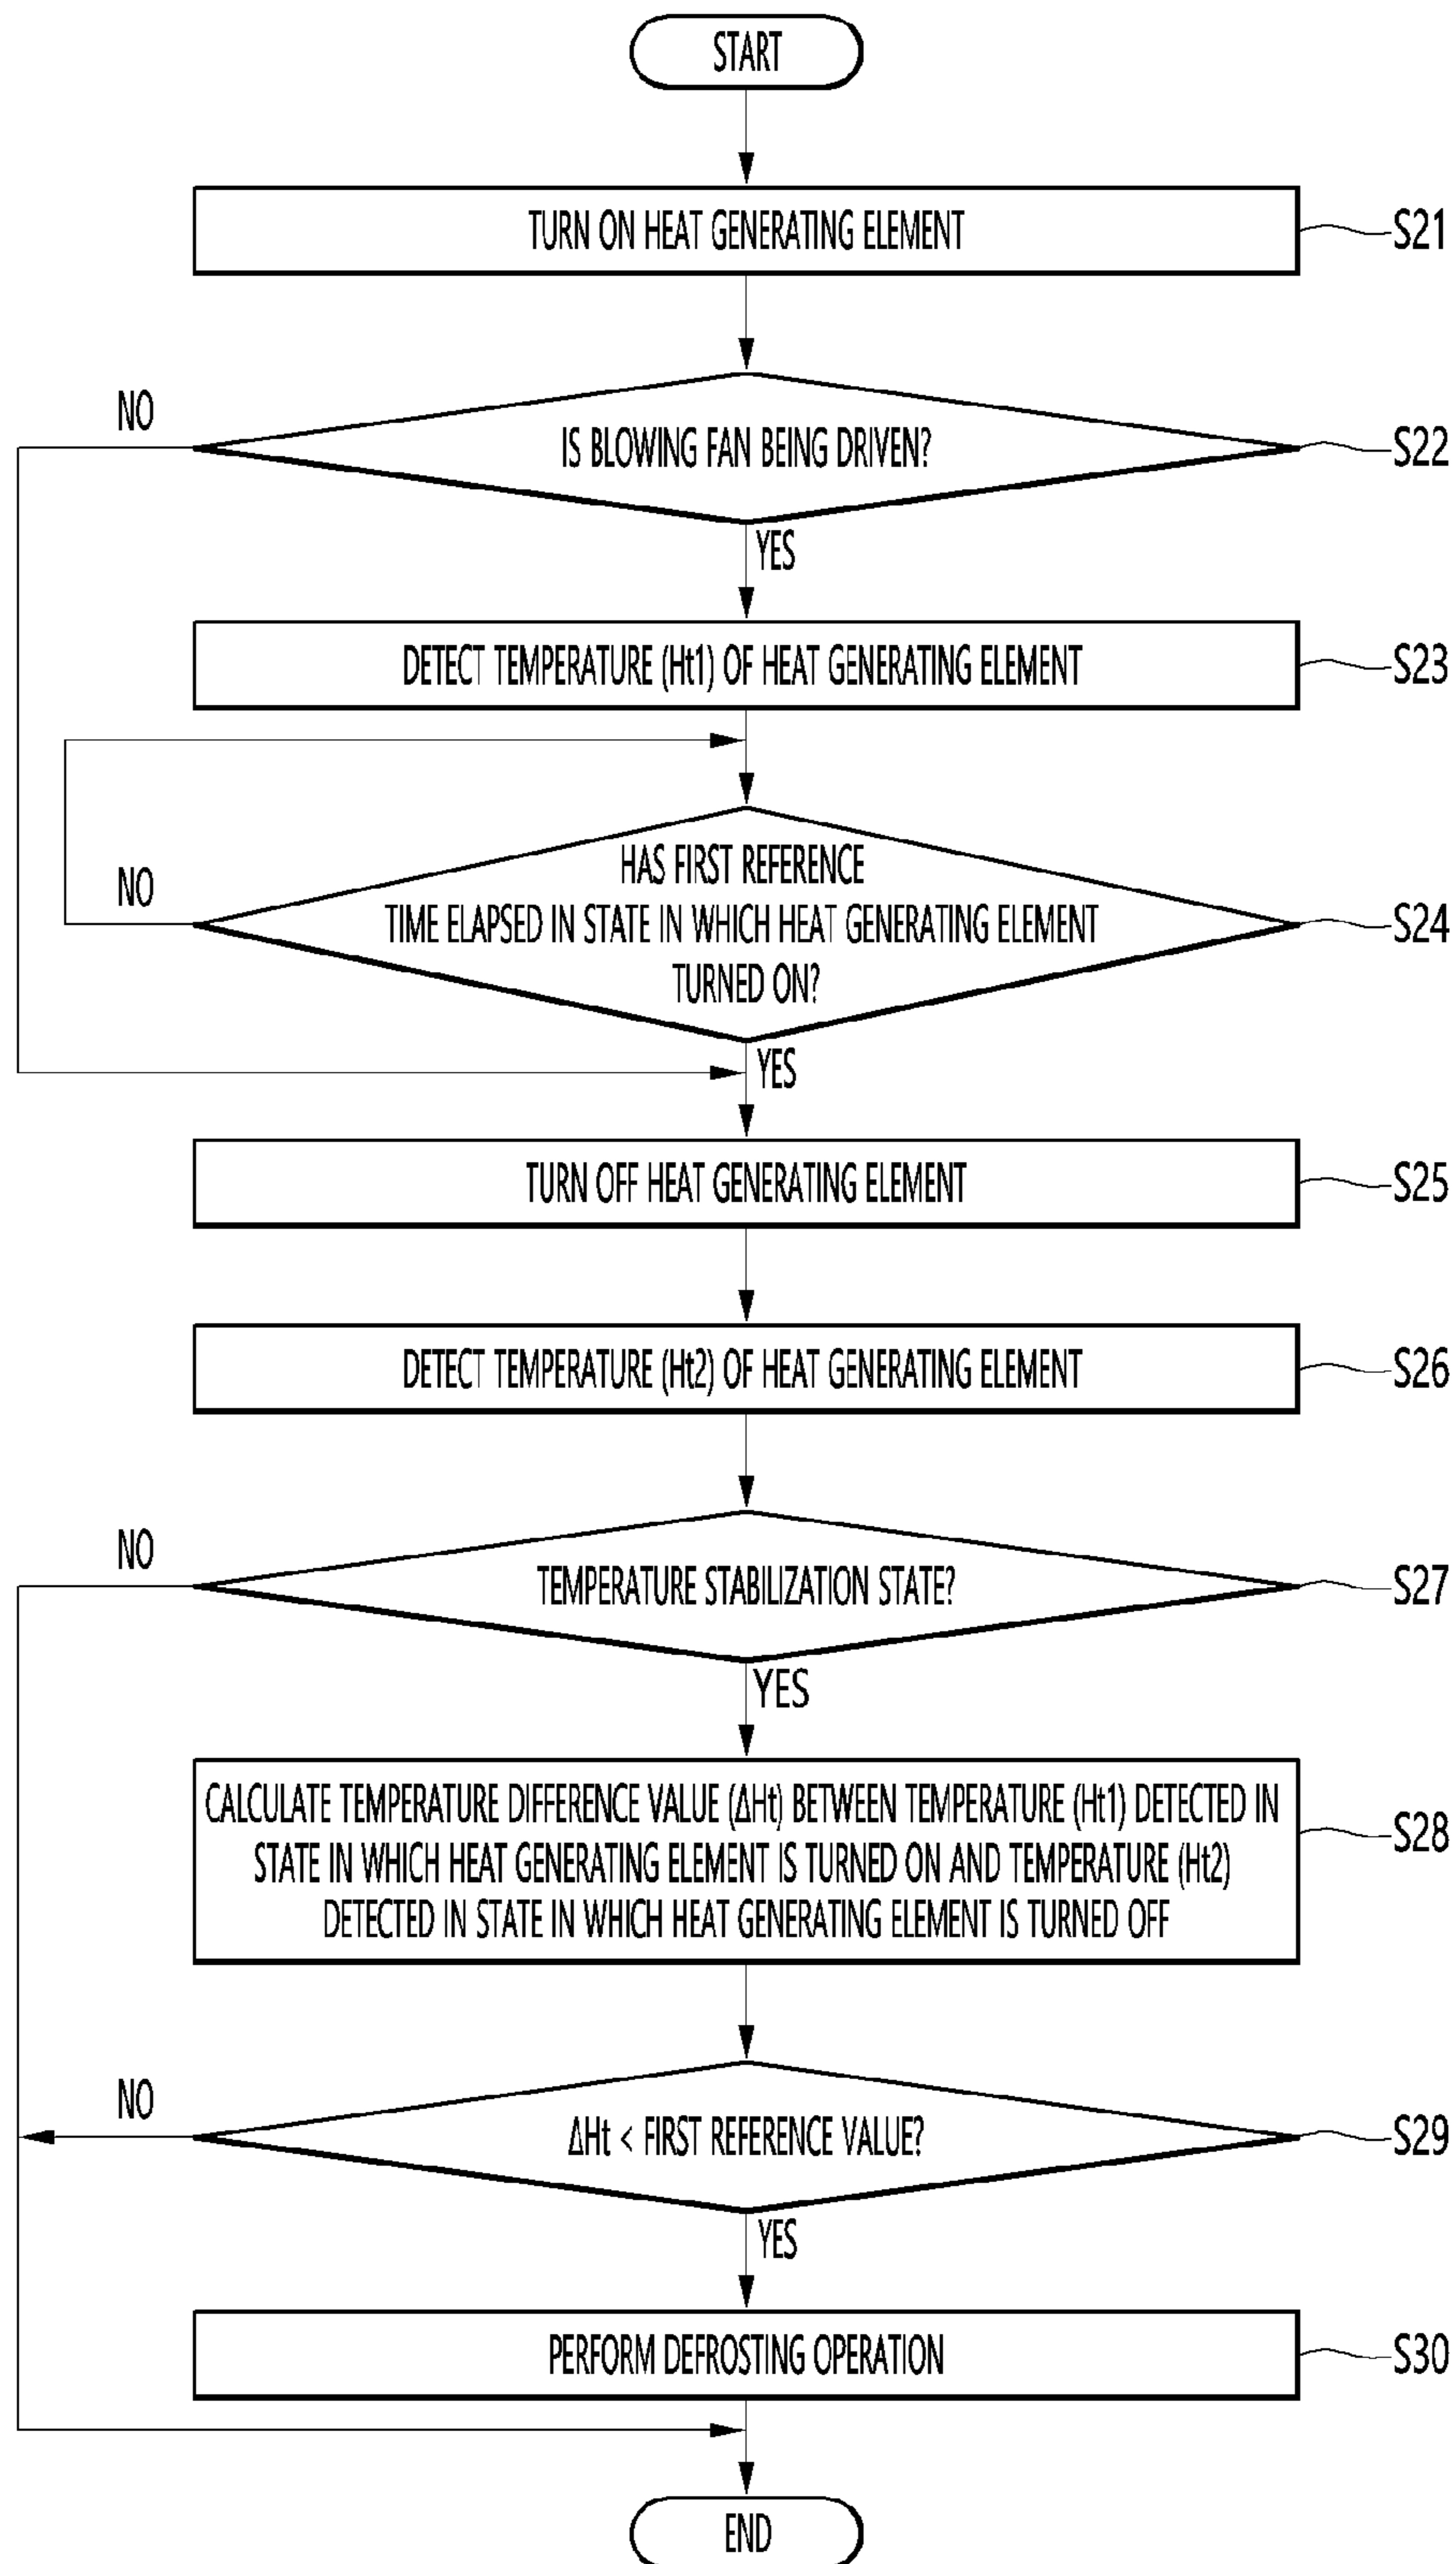 START
TURN ON HEAT GENERATING ELEMENT
S21
NO
IS BLOWING FAN BEING DRIVEN?
S22
YES
DETECT TEMPERATURE (Ht1) OF HEAT GENERATING ELEMENT
S23
HAS FIRST REFERENCE
NO
TIME ELAPSED IN STATE IN WHICH HEAT GENERATING ELEMENT
S24
TURNED ON?
YES
TURN OFF HEAT GENERATING ELEMENT
S25
DETECT TEMPERATURE (Ht2) OF HEAT GENERATING ELEMENT
S26
NO
TEMPERATURE STABILIZATION STATE?
S27
YES
CALCULATE TEMPERATURE DIFFERENCE VALUE (ΔHt) BETWEEN TEMPERATURE (Ht1) DETECTED IN
STATE IN WHICH HEAT GENERATING ELEMENT IS TURNED ON AND TEMPERATURE (Ht2)
DETECTED IN STATE IN WHICH HEAT GENERATING ELEMENT IS TURNED OFF
S28
NO
ΔHt < FIRST REFERENCE VALUE?
S29
YES
PERFORM DEFROSTING OPERATION
S30
END